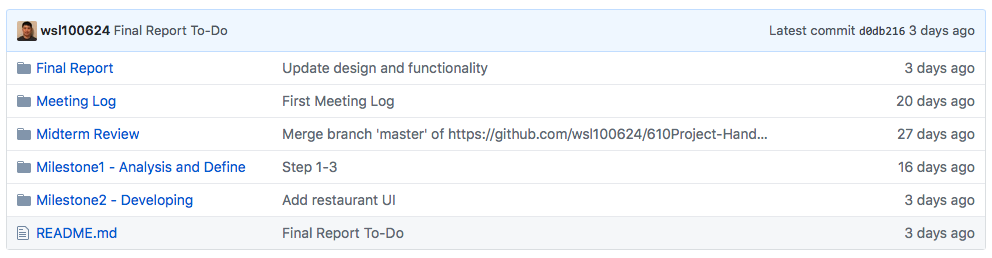 wsl100624 Final Report To-Do Latest commit d0db216 3 days ago
Final Report Update design and functionality 3 days ago
Meeting Log First Meeting Log 20 days ago
Midterm Review Merge branch 'master' of https://github.com/wsl100624/610Project-Hand... 27 days ago
Milestone1 - Analysis and Define Step 1-3 16 days ago
Milestone2 - Developing Add restaurant UI 3 days ago
README.md Final Report To-Do 3 days ago